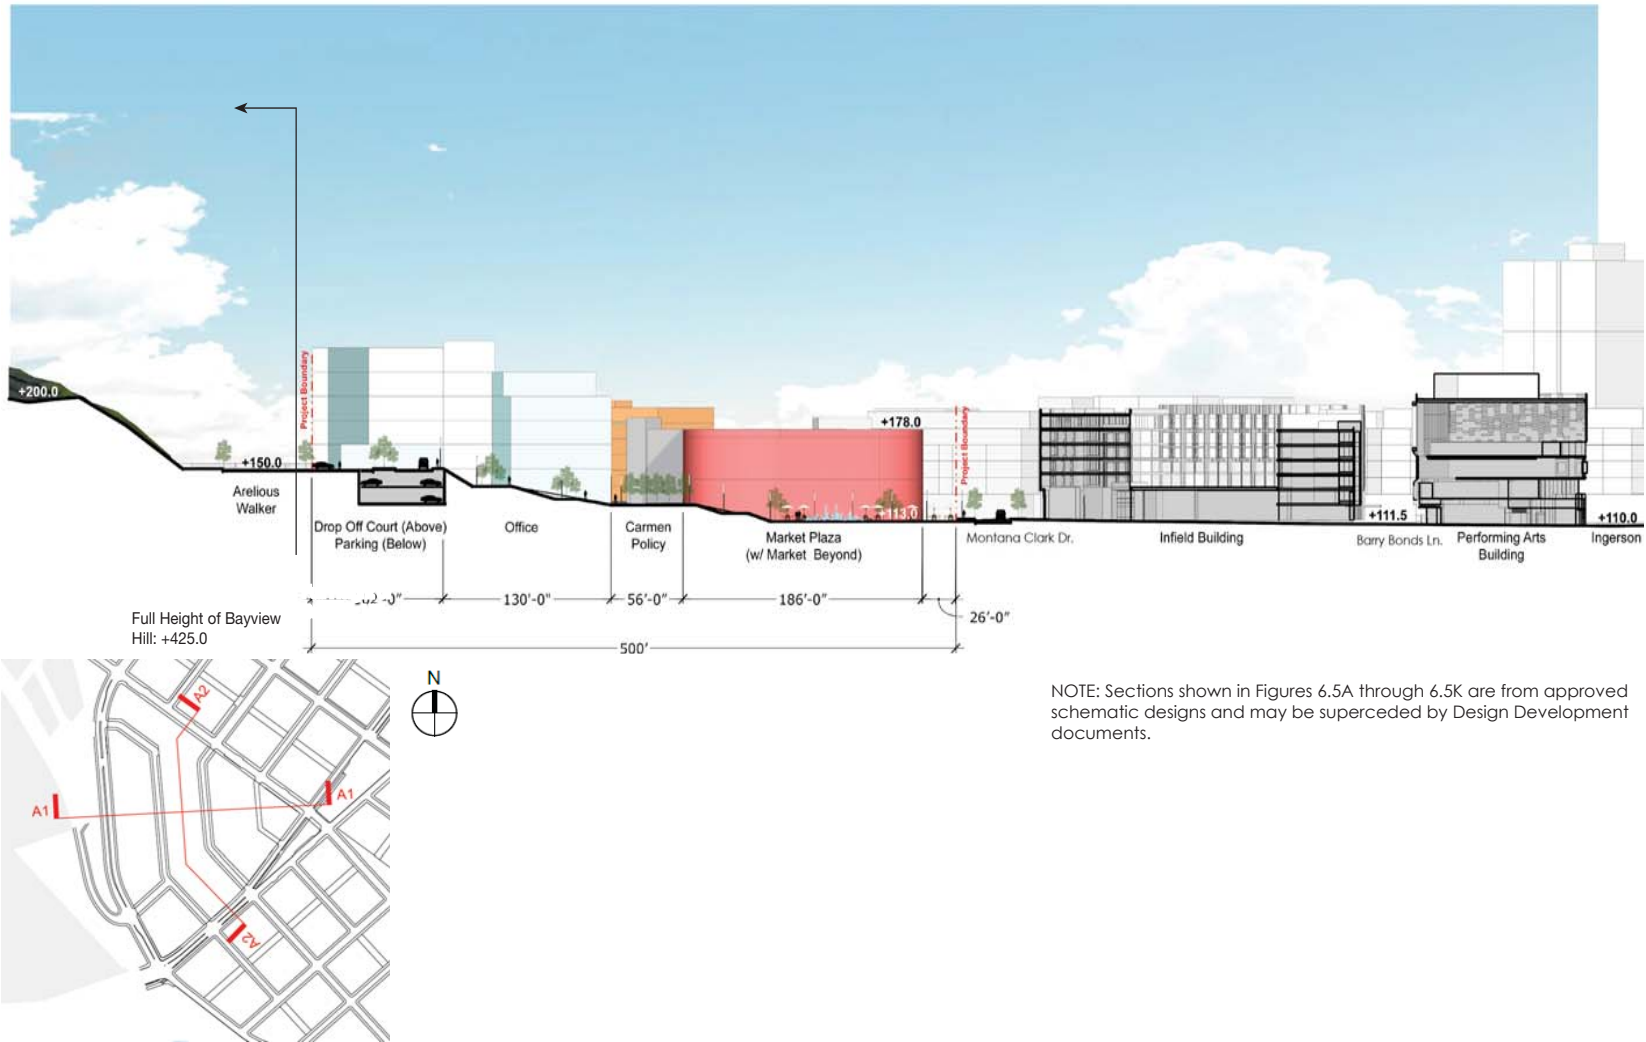 Project Boundary
+200.0
+178.0
Project Boundary
+150.0
+113.0
+111.5
+110.0
Arelious
Walker
Drop Off Court (Above)
Parking (Below)
Office
Carmen
Policy
Market Plaza
(w/ Market Beyond)
Montana Clark Dr.
Infield Building
Barry Bonds Ln.
Performing Arts
Building
Ingerson
130'-0"
56'-0"
186'-0"
26'-0"
500'
Full Height of Bayview
Hill: +425.0
N
A2
A1
A1
A2
NOTE: Sections shown in Figures 6.5A through 6.5K are from approved
schematic designs and may be superceded by Design Development
documents.